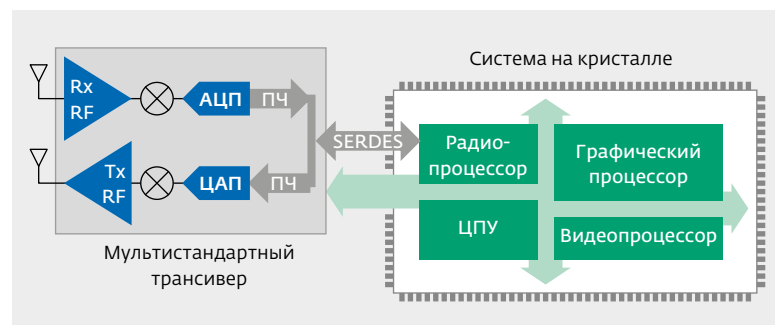 Система на кристалле
Rx
RF
АЦП
ПЧ
SERDES
Радио-
процессор
Графический
процессор
Tx
RF
ЦАП
ПЧ
ЦПУ
Видеопроцессор
Мультистандартный
трансивер